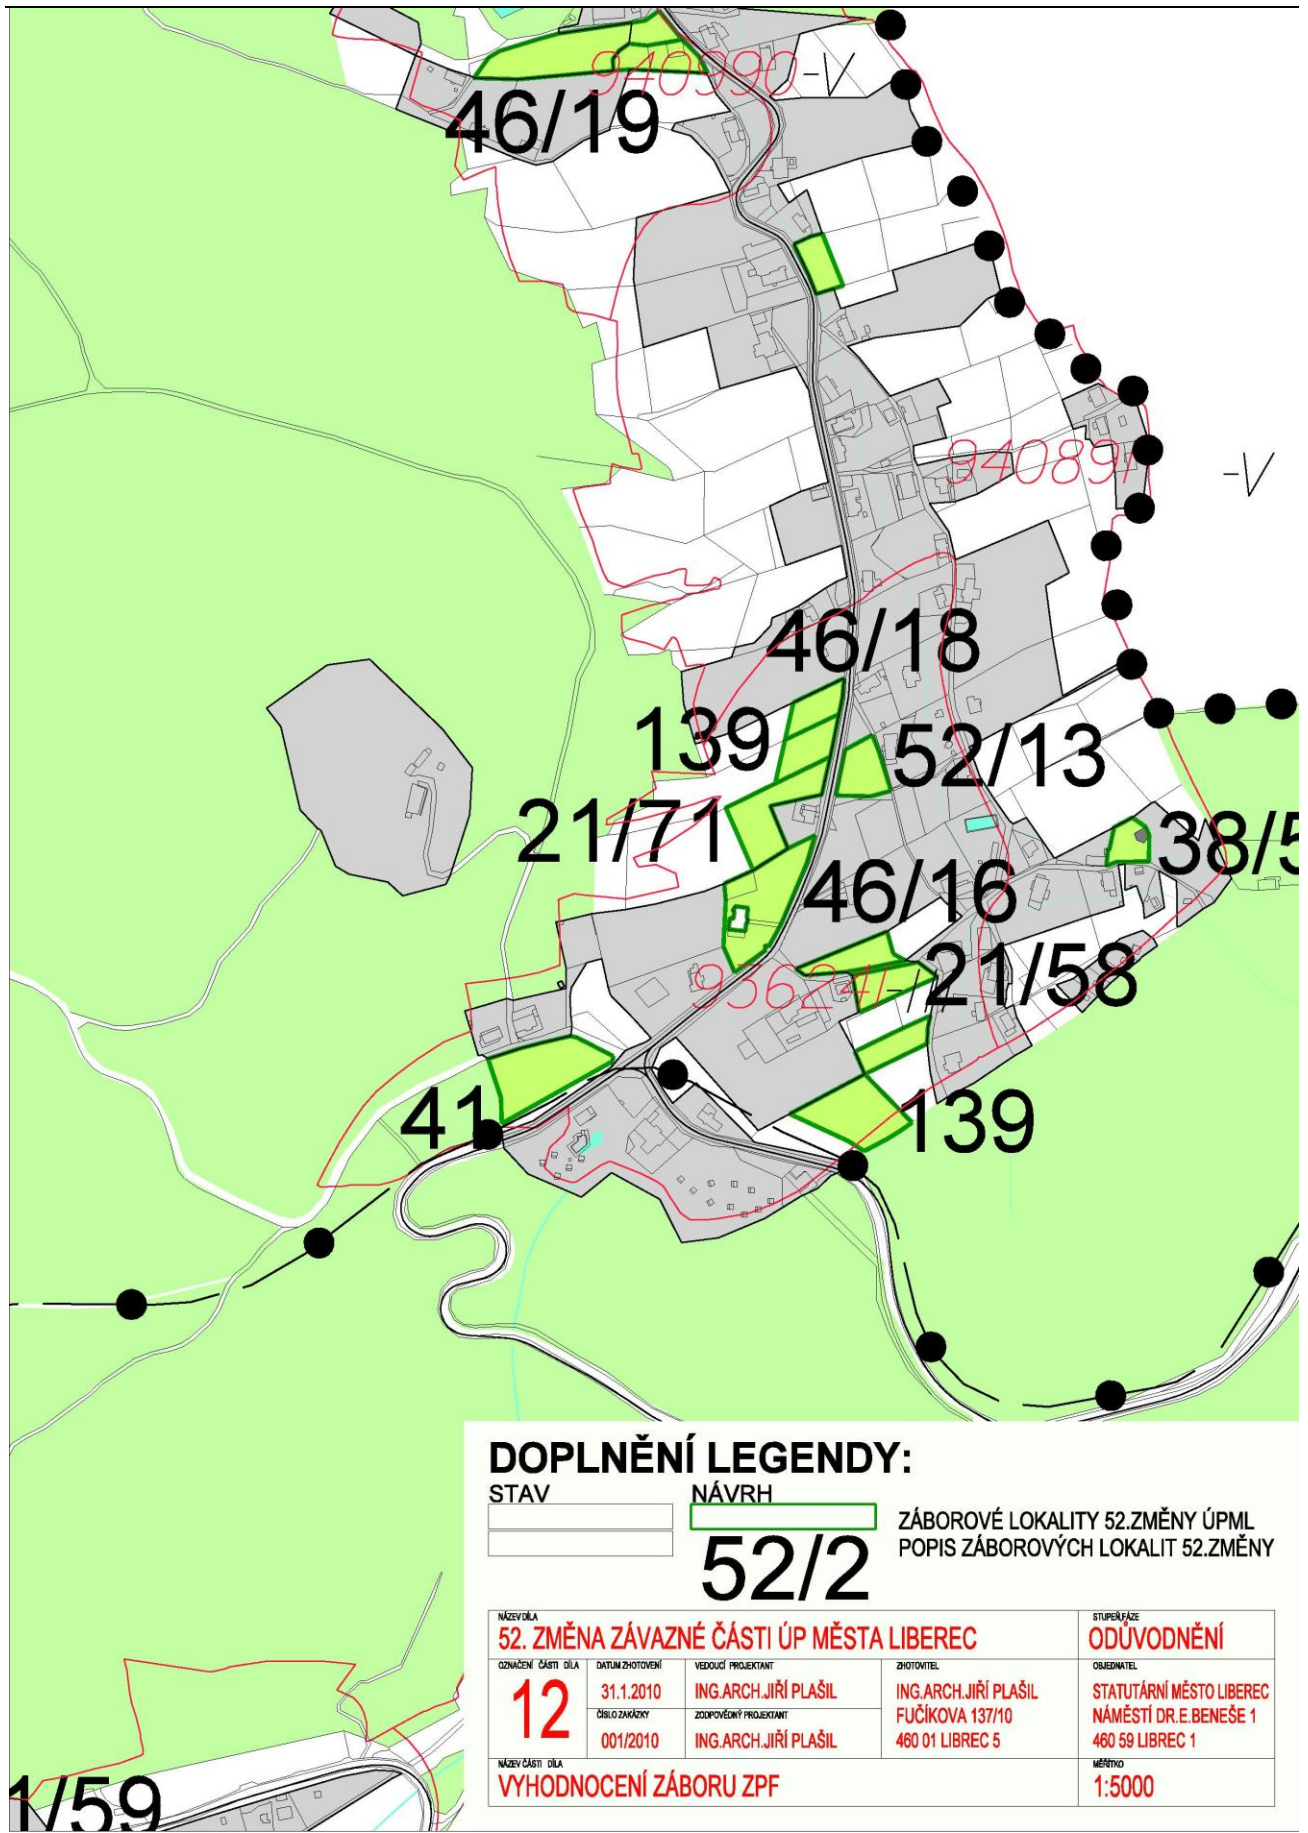 940990-V
46/19
940891
-V
46/18
139
52/13
21/71
38/5
46/16
93624
21/58
41
139
1/59
DOPLNĚNÍ LEGENDY:
STAV
NÁVRH
ZÁBOROVÉ LOKALITY 52.ZMĚNY ÚPML
52/2
POPIS ZÁBOROVÝCH LOKALIT 52.ZMĚNY
NÁZEV DÍLA
52. ZMĚNA ZÁVAZNÉ ČÁSTI ÚP MĚSTA LIBEREC
STUPEŇ,FÁZE
ODŮVODNĚNÍ
OZNAČENÍ ČÁSTI DÍLA
12
DATUM ZHOTOVENÍ
31.1.2010
ČÍSLO ZAKÁZKY
001/2010
VEDOUCÍ PROJEKTANT
ING.ARCH.JIŘÍ PLAŠIL
ZODPOVĚDNÝ PROJEKTANT
ING.ARCH.JIŘÍ PLAŠIL
ZHOTOVITEL
ING.ARCH.JIŘÍ PLAŠIL
FUČÍKOVA 137/10
460 01 LIBREC 5
OBJEDNATEL
STATUTÁRNÍ MĚSTO LIBEREC
NÁMĚSTÍ DR.E.BENEŠE 1
460 59 LIBREC 1
NÁZEV ČÁSTI DÍLA
VYHODNOCENÍ ZÁBORU ZPF
MĚŘÍTKO
1:5000